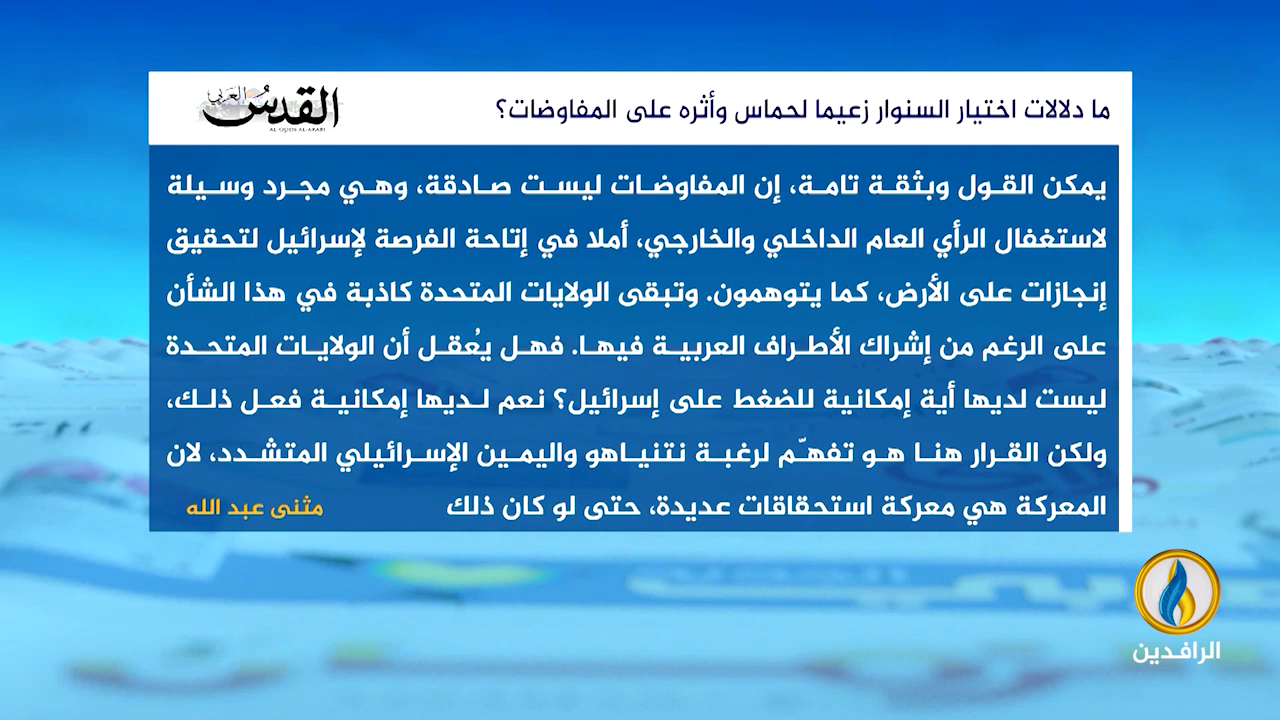 ما دلالات اختيار السنوار زعيما لحماس وأثره على المفاوضات؟
القدس العربي
AL-QUDS AL-ARABI
يمكن القول وبثقة تامة، إن المفاوضات ليست صادقة، وهي مجرد وسيلة
لاستغفال الرأي العام الداخلي والخارجي، أملا في إتاحة الفرصة لإسرائيل لتحقيق
إنجازات على الأرض، كما يتوهمون. وتبقى الولايات المتحدة كاذبة في هذا الشأن
على الرغم من إشراك الأطراف العربية فيها. فهل يُعقل أن الولايات المتحدة
ليست لديها أية إمكانية للضغط على إسرائيل؟ نعم لديها إمكانية فعل ذلك،
ولكن القرار هنا هو تفهّم لرغبة نتنياهو واليمين الإسرائيلي المتشدد، لان
المعركة هي معركة استحقاقات عديدة، حتى لو كان ذلك
مثنى عبد الله
الرافدين